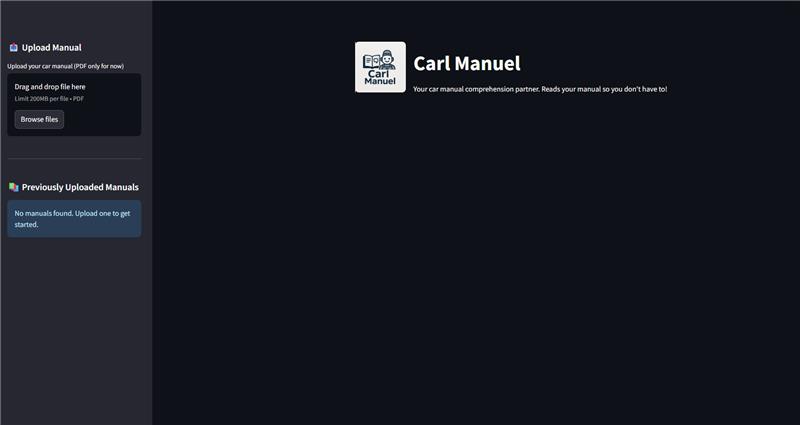 Upload Manual
Upload your car manual (PDF only for now)
Drag and drop file here
Limit 200MB per file • PDF
Browse files
Previously Uploaded Manuals
No manuals found. Upload one to get
started.
Carl
Manuel
Carl Manuel
Your car manual comprehension partner. Reads your manual so you don't have to!